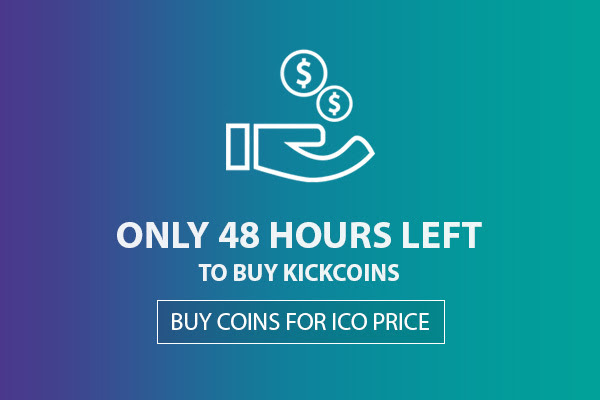 $
$
ONLY 48 HOURS LEFT
TO BUY KICKCOINS
BUY COINS FOR ICO PRICE